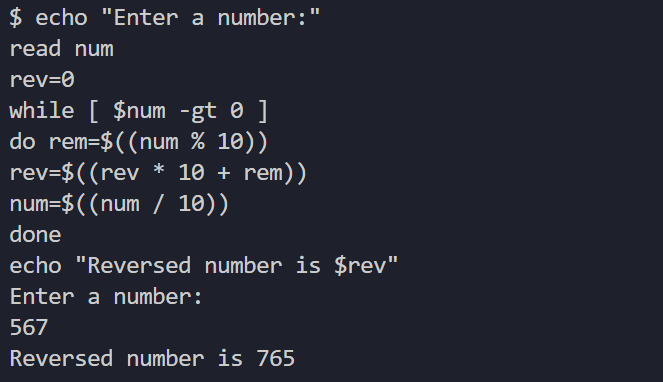 $ echo "Enter a number:"
read num
rev=0
while [ $num -gt 0 ]
do rem=$((num % 10))
rev=$((rev * 10 + rem))
num=$((num / 10))
done
echo "Reversed number is $rev"
Enter a number:
567
Reversed number is 765